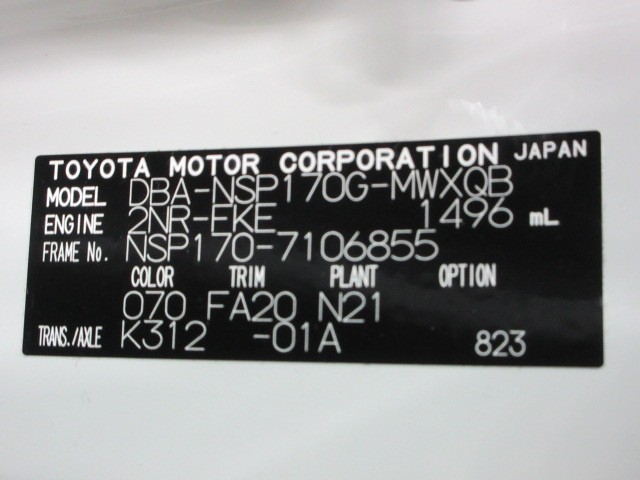 TOYOTA MOTOR CORPORATION JAPAN
MODEL DBA-NSP170G-MWXQB
ENGINE 2NR-FKE 1496 mL
FRAME No. NSP170-7106855
COLOR TRIM PLANT OPTION
070 FA20 N21
TRANS./AXLE K312 -01A 823